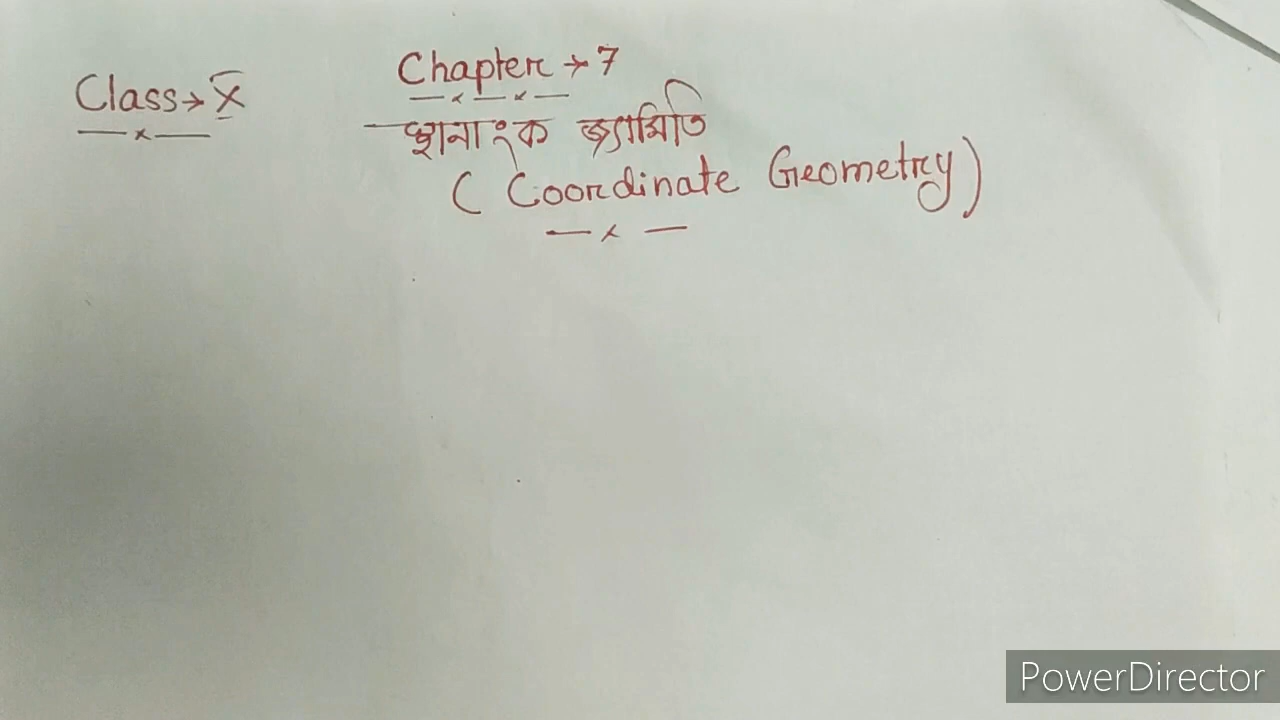 Class → X
Chapter → 7
স্থানাংক জ্যামিতি
( Coordinate Geometry )
PowerDirector